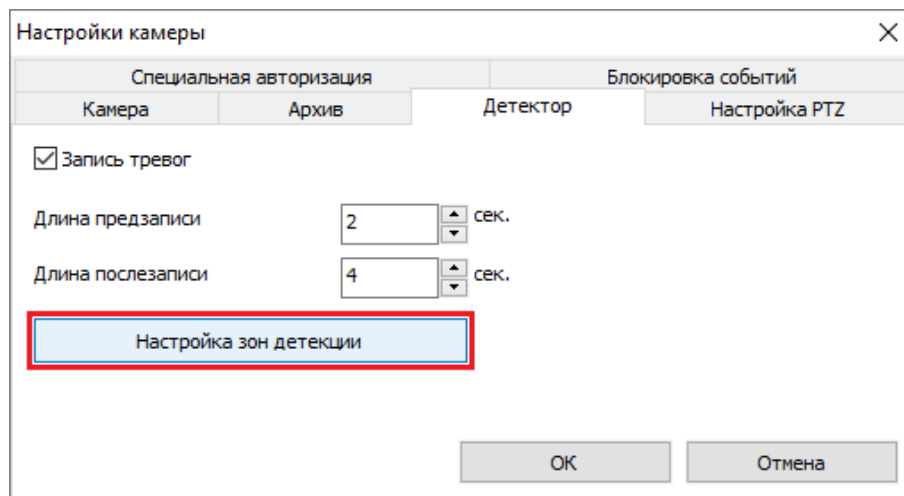 Настройки камеры
Специальная авторизация Блокировка событий
Камера Архив Детектор Настройка PTZ
Запись тревог
Длина предзаписи 2 сек.
Длина послезаписи 4 сек.
Настройка зон детекции
ОК Отмена